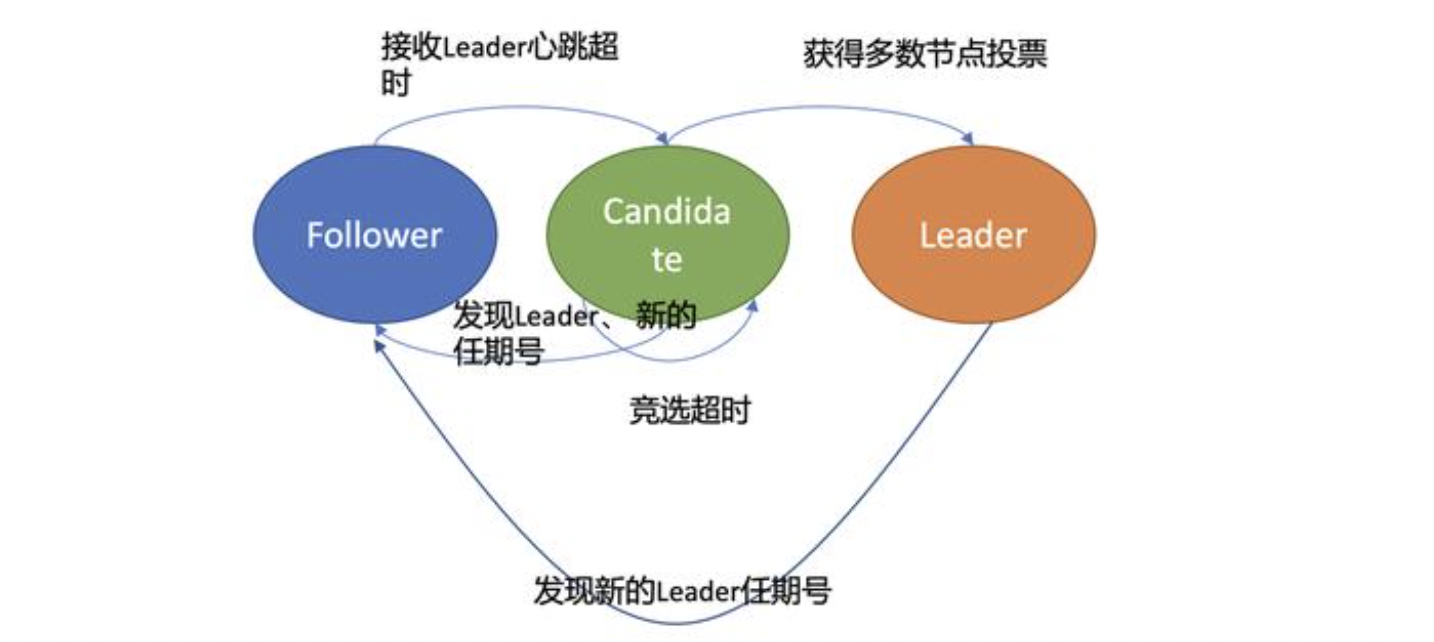 接收Leader心跳超
时
获得多数节点投票
Follower
Candida
te
Leader
发现Leader、 新的
任期号
竞选超时
发现新的Leader任期号